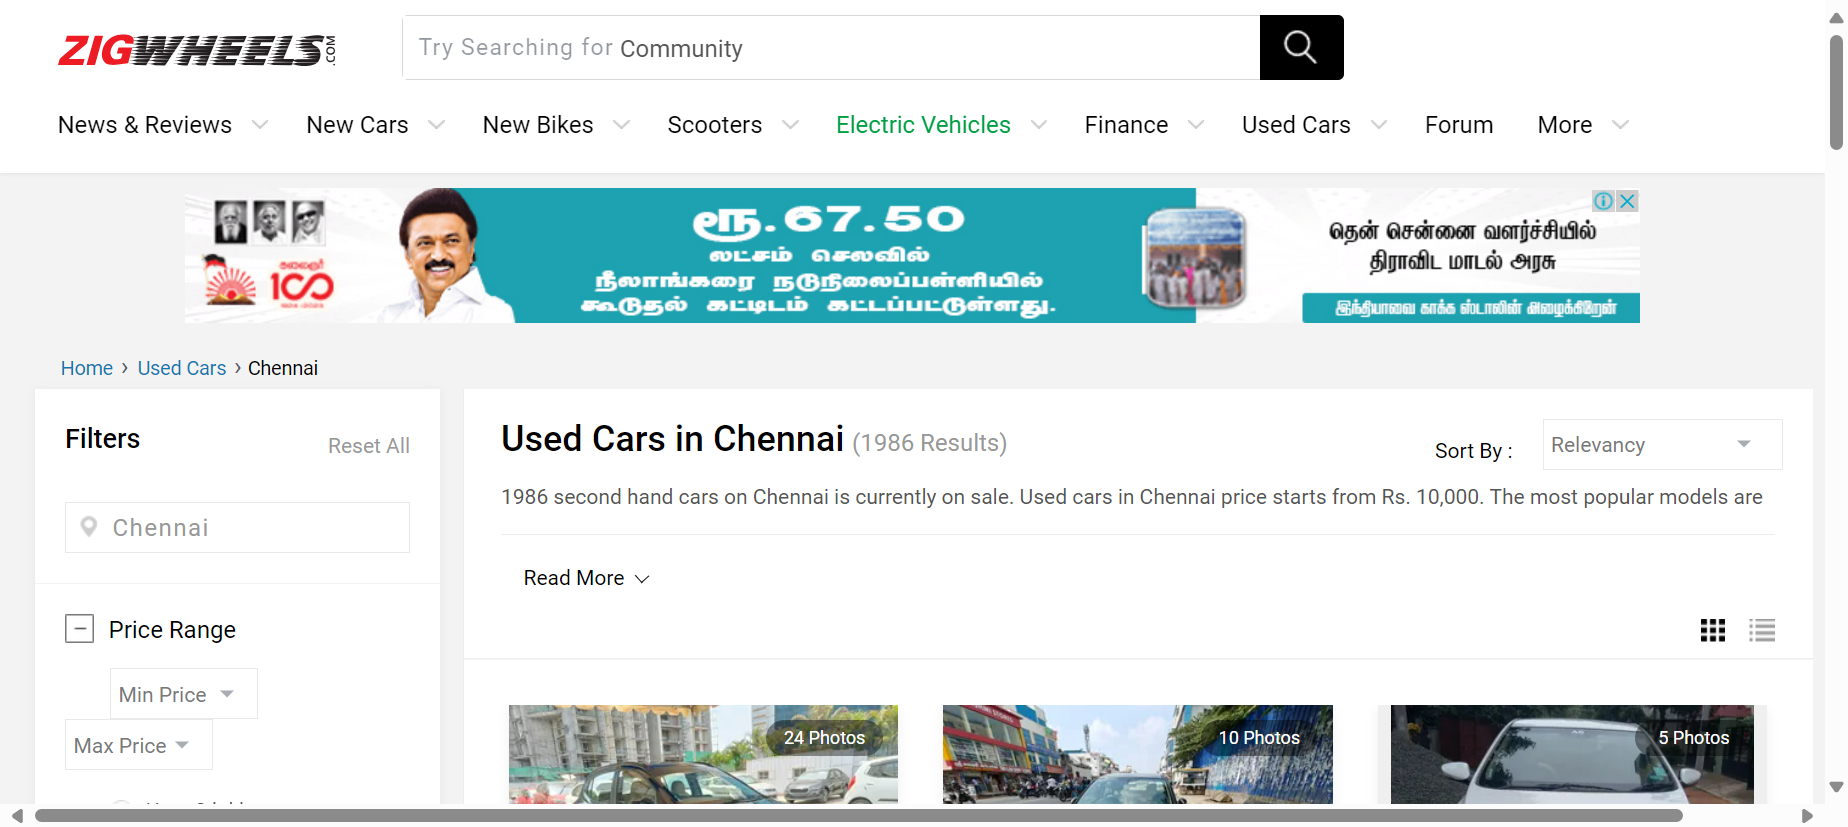 ZIGWHEELS.COM
Try Searching for Community
News & Reviews
New Cars
New Bikes
Scooters
Electric Vehicles
Finance
Used Cars
Forum
More
கலைஞர்
100
ரூ.67.50
லட்சம் செலவில்
நீலாங்கரை நடுநிலைப்பள்ளியில்
கூடுதல் கட்டிடம் கட்டப்பட்டுள்ளது.
தென் சென்னை வளர்ச்சியில்
திராவிட மாடல் அரசு
இந்தியாவை காக்க ஸ்டாலின் அழைக்கிறேன்
Home › Used Cars › Chennai
Filters
Reset All
Chennai
Price Range
Min Price
Max Price
Used Cars in Chennai (1986 Results)
Sort By :
Relevancy
1986 second hand cars on Chennai is currently on sale. Used cars in Chennai price starts from Rs. 10,000. The most popular models are
Read More
24 Photos
10 Photos
5 Photos